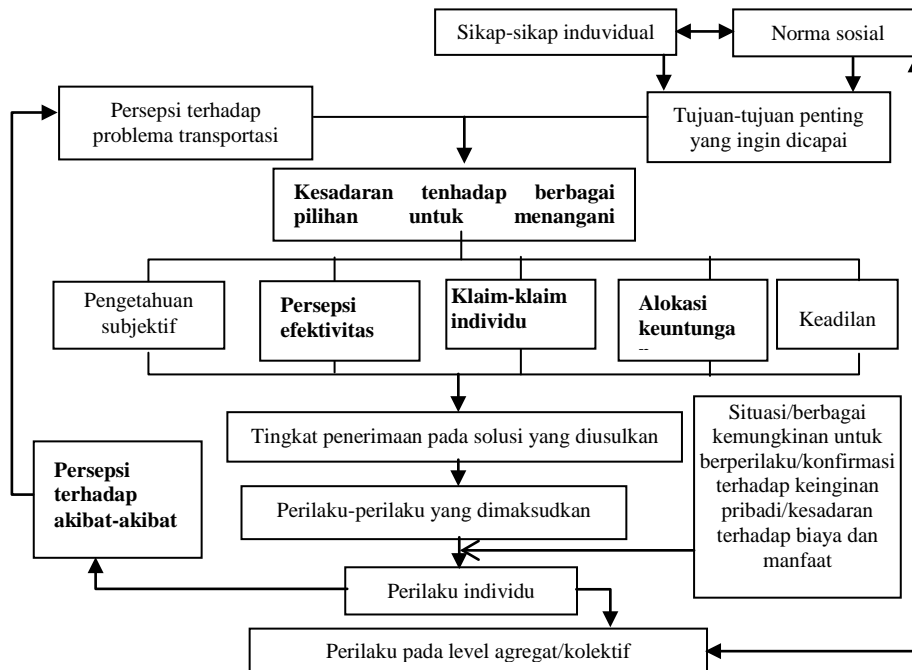 Sikap-sikap induvidual
Norma sosial
Persepsi terhadap
problema transportasi
Tujuan-tujuan penting
yang ingin dicapai
Kesadaran tenhadap berbagai
pilihan untuk menangani
Pengetahuan
subjektif
Persepsi
efektivitas
Klaim-klaim
individu
Alokasi
keuntunga
Keadilan
Tingkat penerimaan pada solusi yang diusulkan
Situasi/berbagai
kemungkinan untuk
berperilaku/konfirmasi
terhadap keinginan
pribadi/kesadaran
terhadap biaya dan
manfaat
Persepsi
terhadap
akibat-akibat
Perilaku-perilaku yang dimaksudkan
Perilaku individu
Perilaku pada level agregat/kolektif